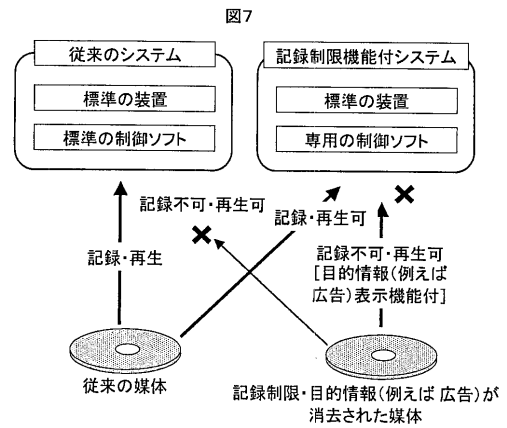 図7
従来のシステム
標準の装置
標準の制御ソフト
記録制限機能付システム
標準の装置
専用の制御ソフト
記録不可・再生可
記録・再生可
記録・再生
記録不可・再生可
[目的情報(例えば
広告)表示機能付]
従来の媒体
記録制限・目的情報(例えば 広告)が
消去された媒体